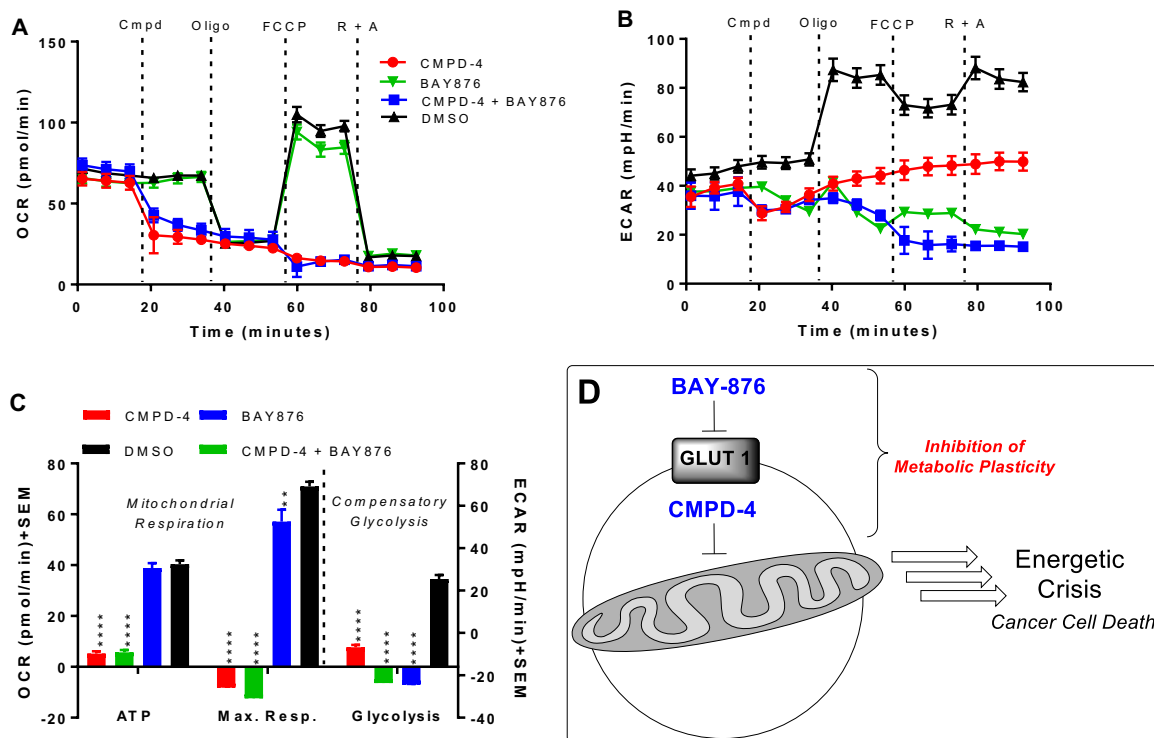 A
Cmpd Oligo FCCP R + A
150
100
50
0
OCR (pmol/min)
0 20 40 60 80 100
Time (minutes)
CMPD-4
BAY876
CMPD-4 + BAY876
DMSO
B
Cmpd Oligo FCCP R + A
100
80
60
40
20
0
ECAR (mpH/min)
0 20 40 60 80 100
Time (minutes)
C
CMPD-4 BAY876
DMSO CMPD-4 + BAY876
80
60
40
20
0
-20
OCR (pmol/min)+SEM
Mitochondrial
Respiration
Compensatory
Glycolysis
**** **** **** **** ** **** **** ****
ATP Max. Resp. Glycolysis
80
60
40
20
0
-20
-40
ECAR (mpH/min)+SEM
D
BAY-876
GLUT 1
CMPD-4
Inhibition of
Metabolic Plasticity
Energetic
Crisis
Cancer Cell Death